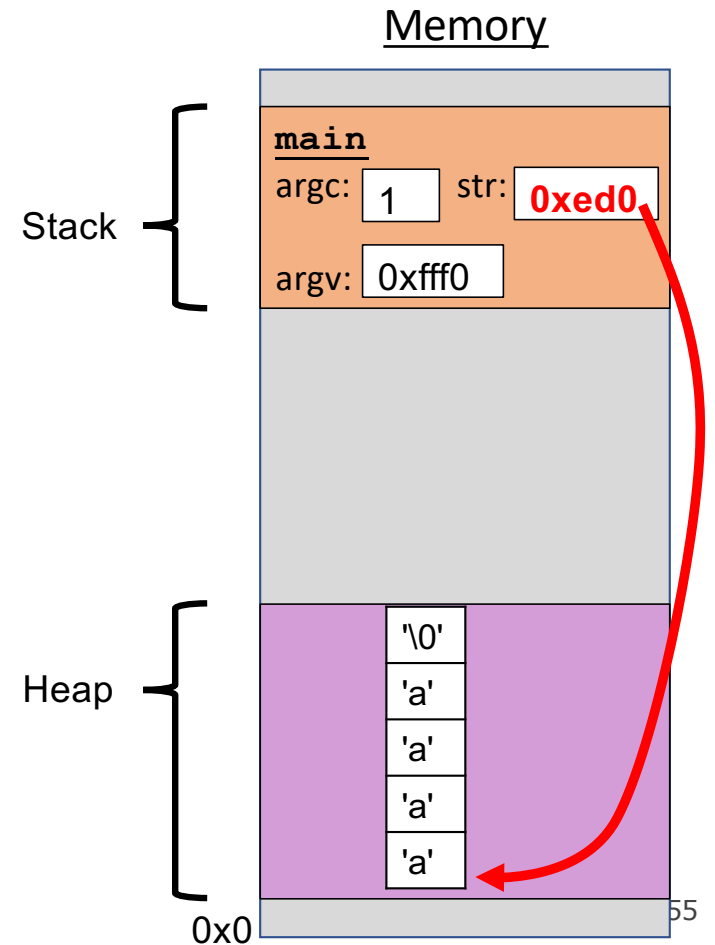 Memory
main
argc: 1 str: 0xed0
Stack
argv: 0xfff0
'\0'
'a'
Heap
'a'
'a'
'a'
55
0x0